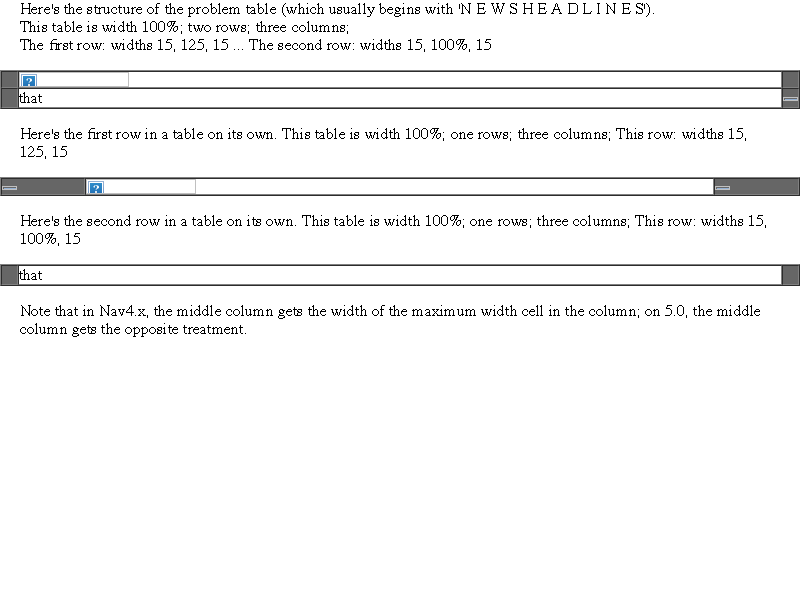 Here's the structure of the problem table (which usually begins with 'N E W S H E A D L I N E S').
This table is width 100%; two rows; three columns;
The first row: widths 15, 125, 15 ... The second row: widths 15, 100%, 15
?
that
Here's the first row in a table on its own. This table is width 100%; one rows; three columns; This row: widths 15,
125, 15
?
Here's the second row in a table on its own. This table is width 100%; one rows; three columns; This row: widths 15,
100%, 15
that
Note that in Nav4.x, the middle column gets the width of the maximum width cell in the column; on 5.0, the middle
column gets the opposite treatment.